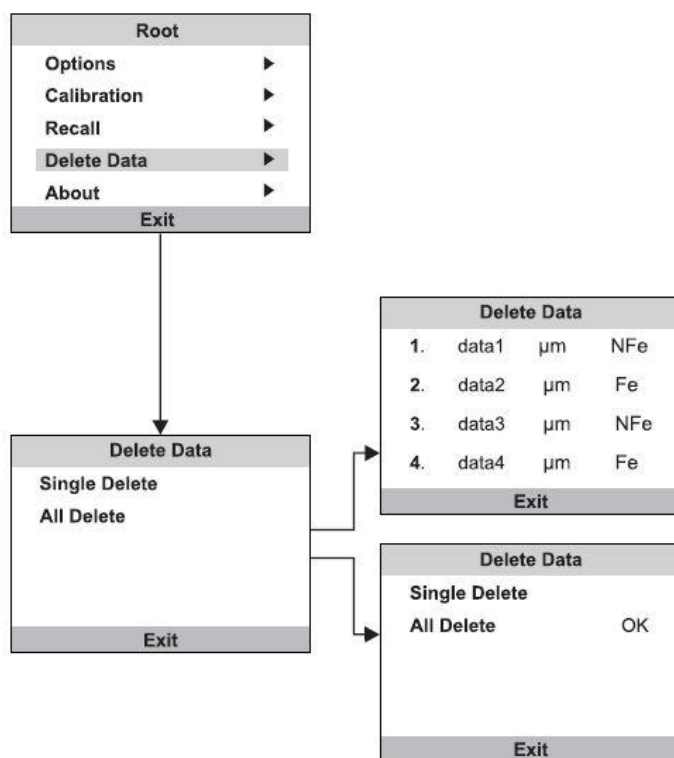 Root
Options
Calibration
Recall
Delete Data
About
Exit
Delete Data
Single Delete
All Delete
Exit
Delete Data
1. data1 µm NFe
2. data2 µm Fe
3. data3 µm NFe
4. data4 µm Fe
Exit
Delete Data
Single Delete
All Delete OK
Exit